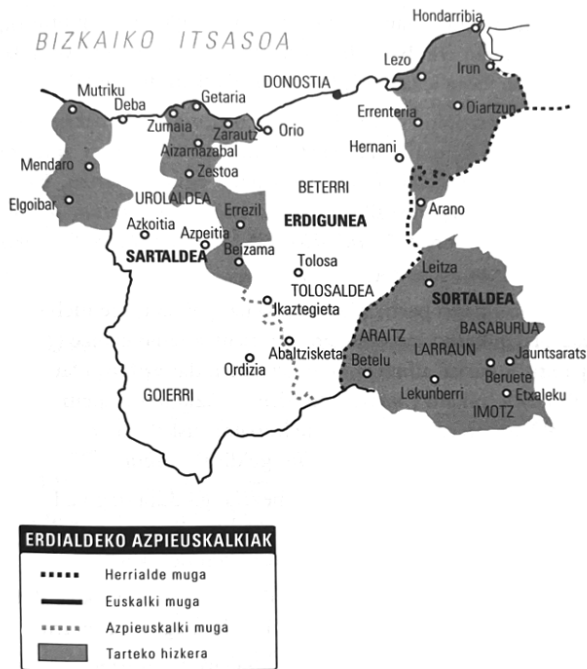 Hondarribia
BIZKAIKO ITSASOA
Lezo
Irun
DONOSTIA
Mutriku
Getaria
Deba
Zumaia
Zarautz
Orio
Errenteria
Oiartzun
Aizarnazabal
Hernani
Mendaro
Zestoa
BETERRI
UROLALDEA
Elgoibar
Errezil
ERDIGUNEA
Arano
Azkoitia
Azpeitia
SARTALDEA
Beizama
Tolosa
Leitza
TOLOSALDEA
SORTALDEA
Ikaztegieta
ARAITZ
BASABURUA
Abaltzisketa
LARRAUN
Jauntsarats
Ordizia
Betelu
Beruete
GOIERRI
Lekunberri
Etxaleku
IMOTZ
ERDIALDEKO AZPIEUSKALKIAK
Herrialde muga
Euskalki muga
Azpieuskalki muga
Tarteko hizkera